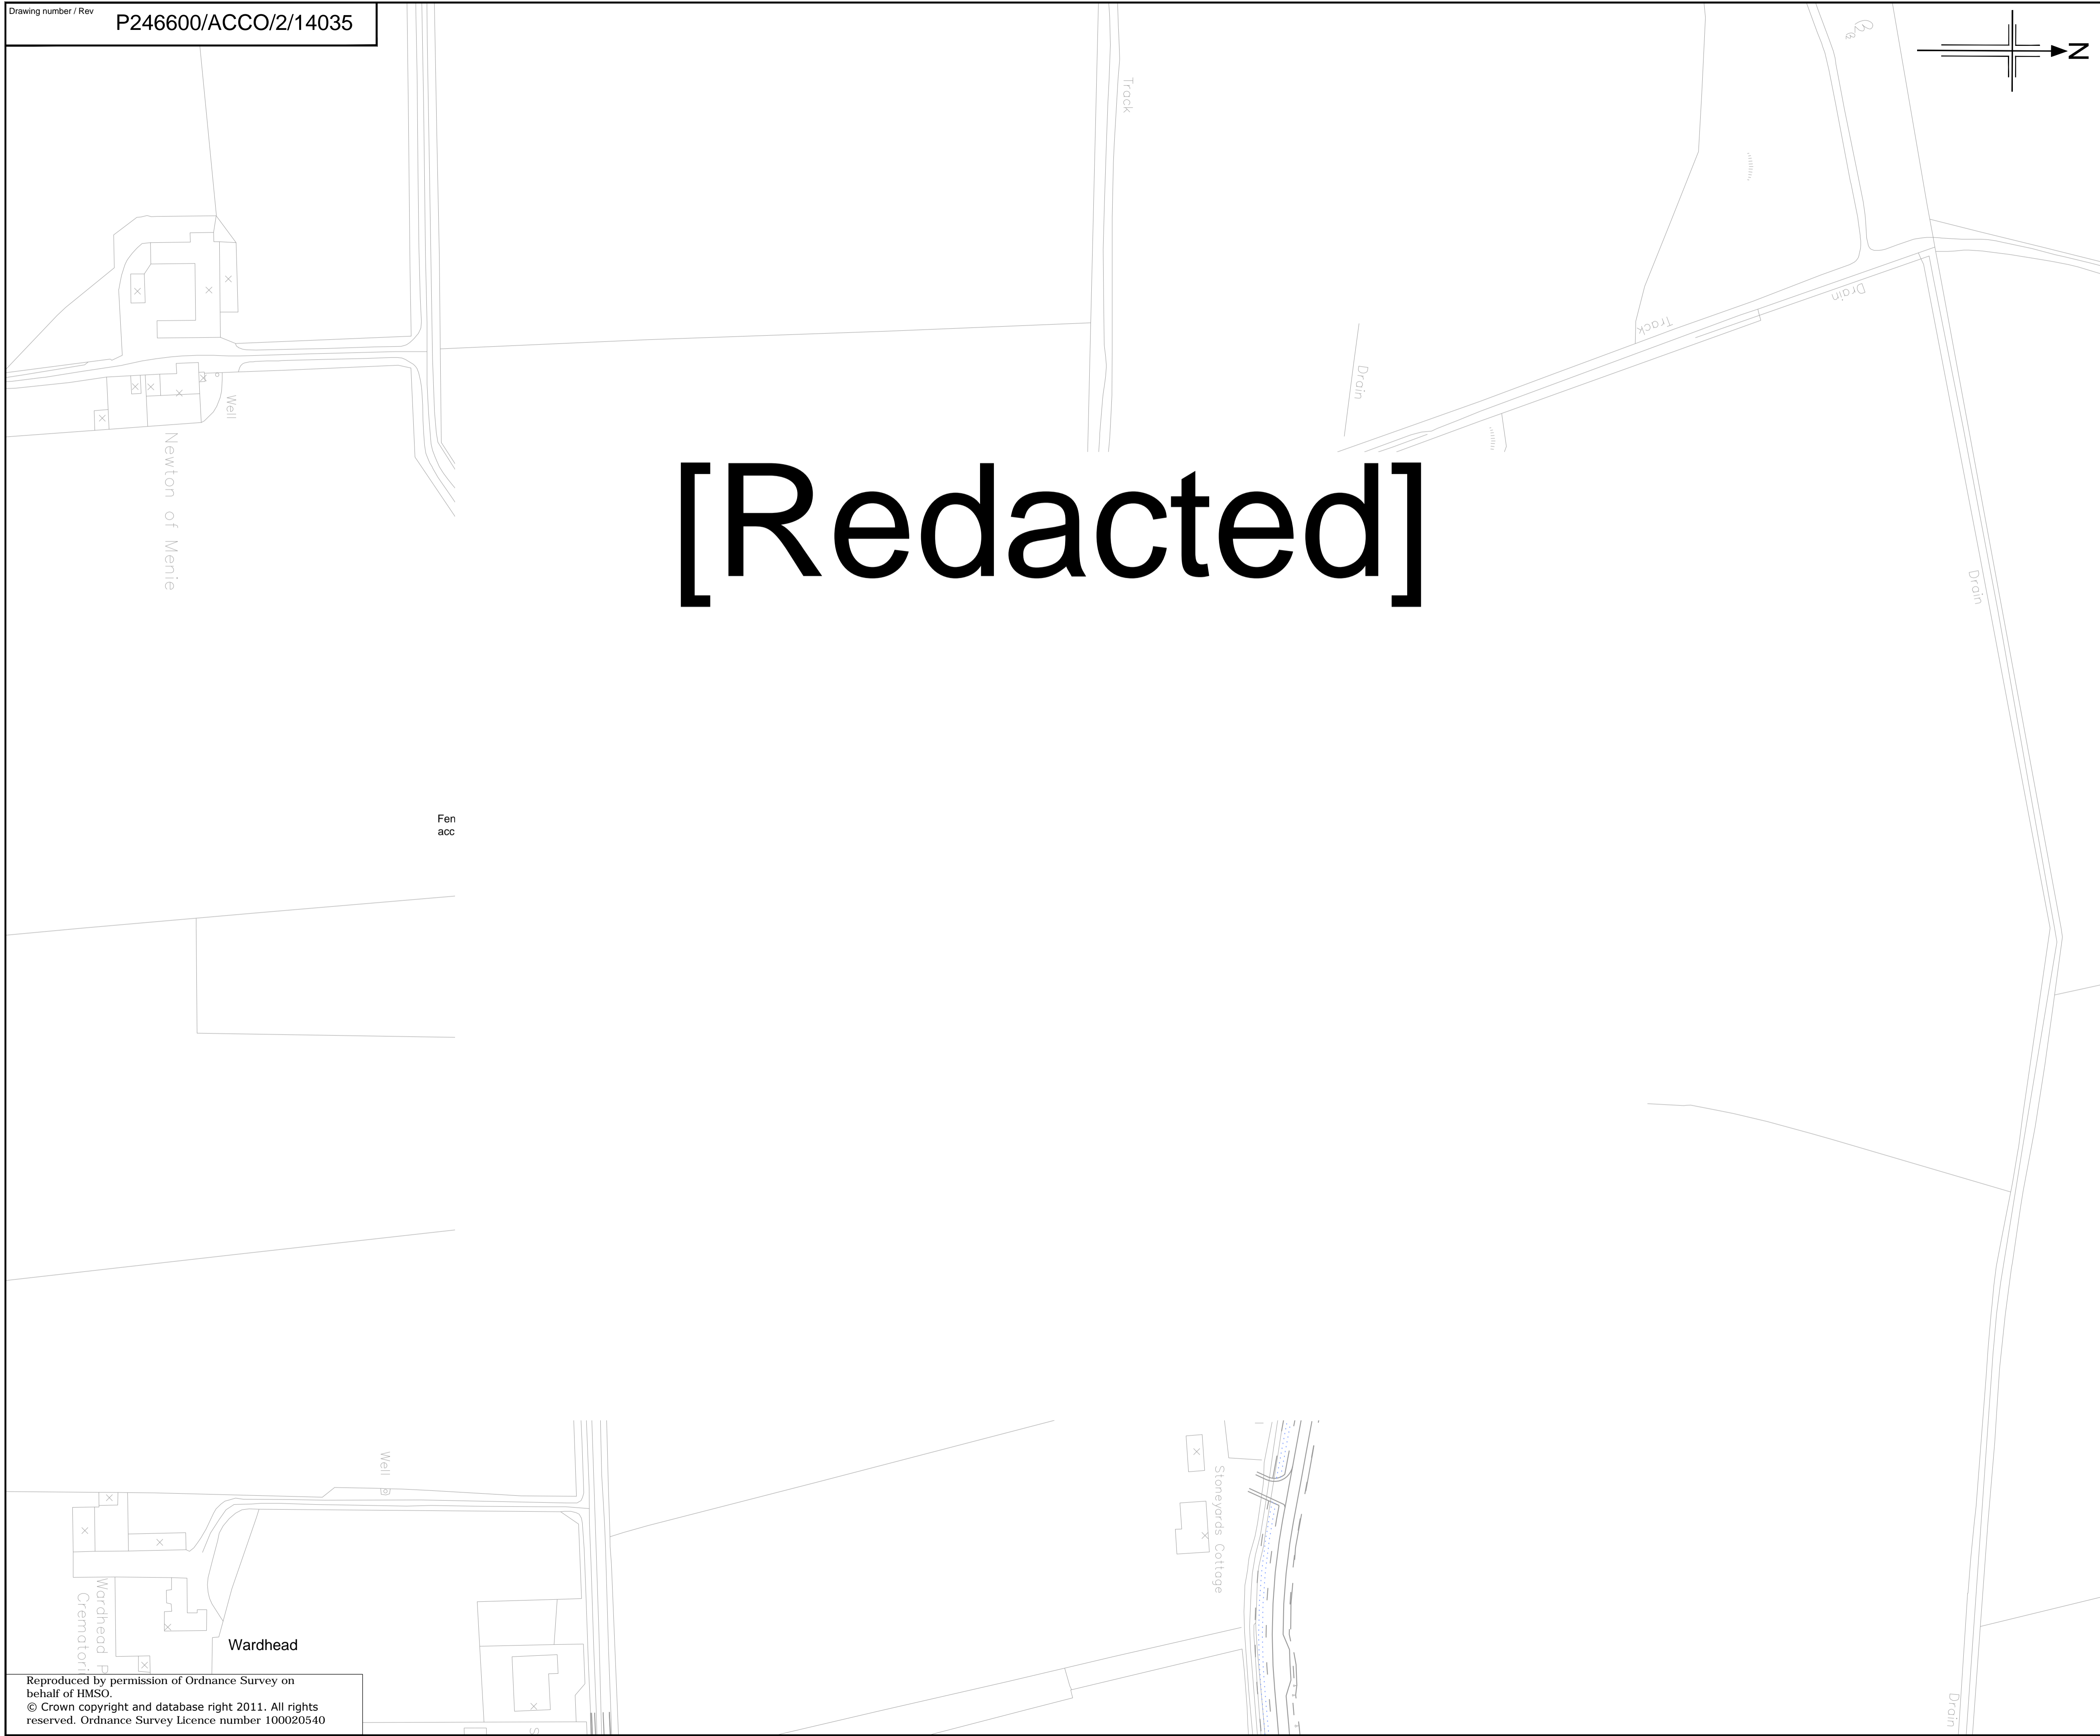 Drawing number / Rev
P246600/ACCO/2/14035
N
Track
Drain
Track
Drain
Well
Newton of Menie
[Redacted]
Drain
Fen
acc
Well
Stoneyards Cottage
Wardhead P
Crematori
Wardhead
Drain
S
Reproduced by permission of Ordnance Survey on
behalf of HMSO.
© Crown copyright and database right 2011. All rights
reserved. Ordnance Survey Licence number 100020540